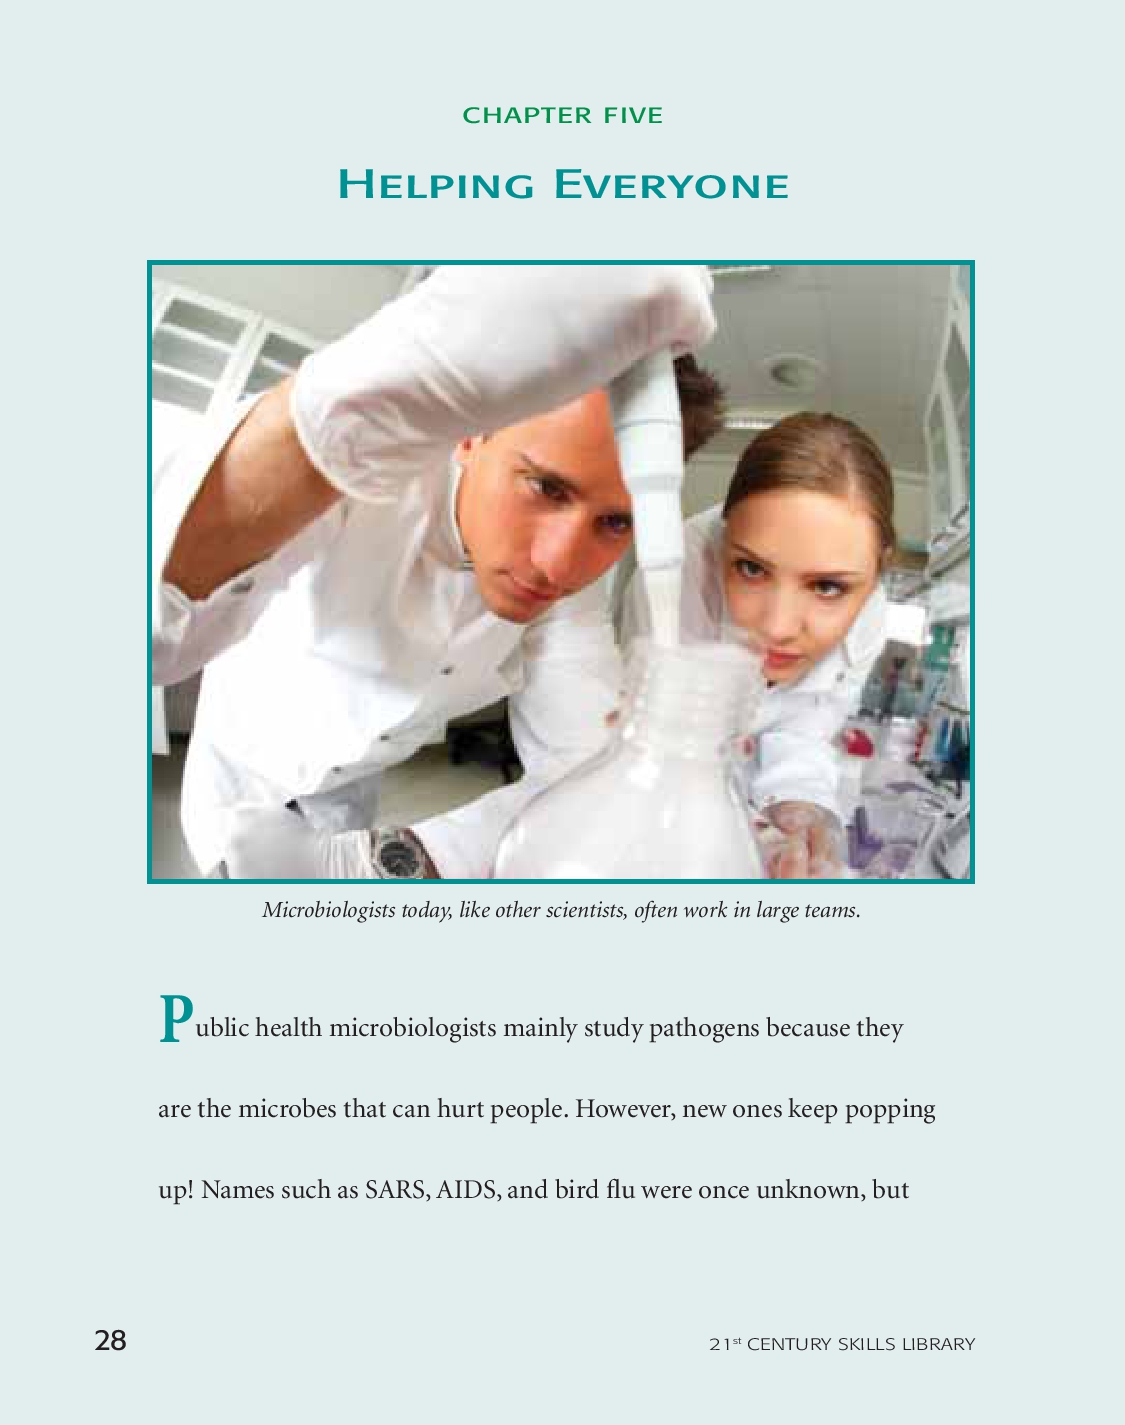 CHAPTER FIVE
HELPING EVERYONE
Microbiologists today, like other scientists, often work in large teams.
Public health microbiologists mainly study pathogens because they
are the microbes that can hurt people. However, new ones keep popping
up! Names such as SARS, AIDS, and bird flu were once unknown, but
28
21st CENTURY SKILLS LIBRARY